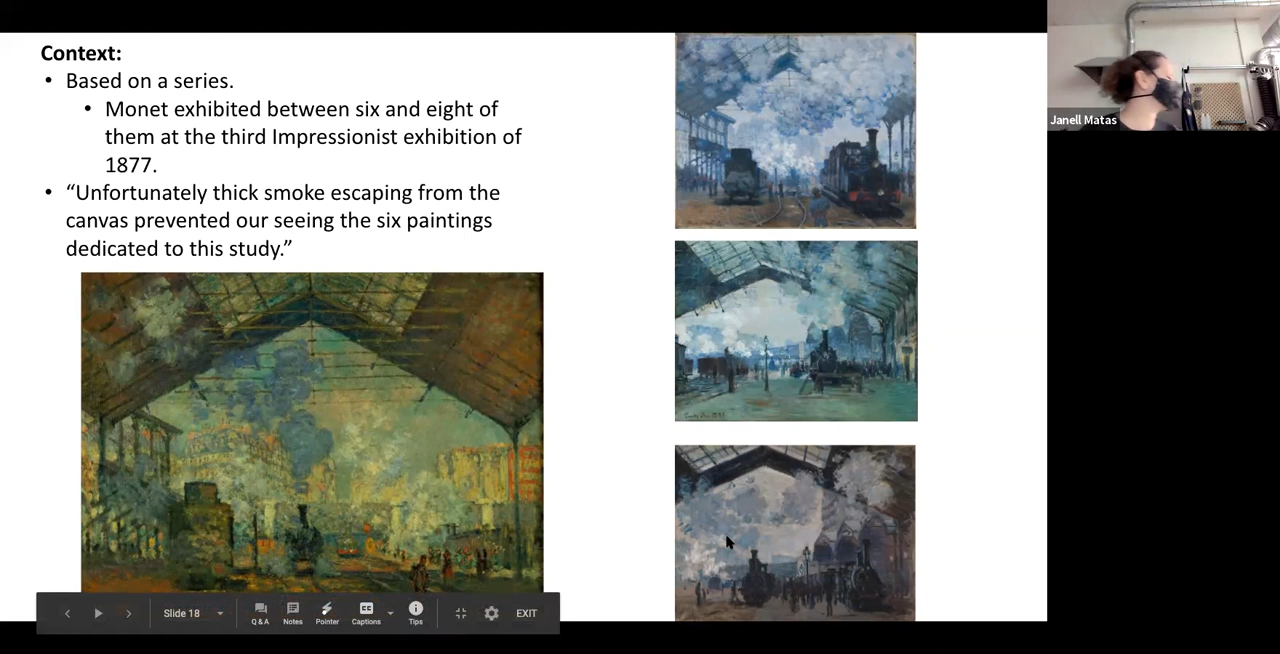 Context:
• Based on a series.
• Monet exhibited between six and eight of
them at the third Impressionist exhibition of
1877.
• “Unfortunately thick smoke escaping from the
canvas prevented our seeing the six paintings
dedicated to this study.”
Janell Matas
Slide 18
Q & A
Notes
Pointer
Captions
Tips
EXIT